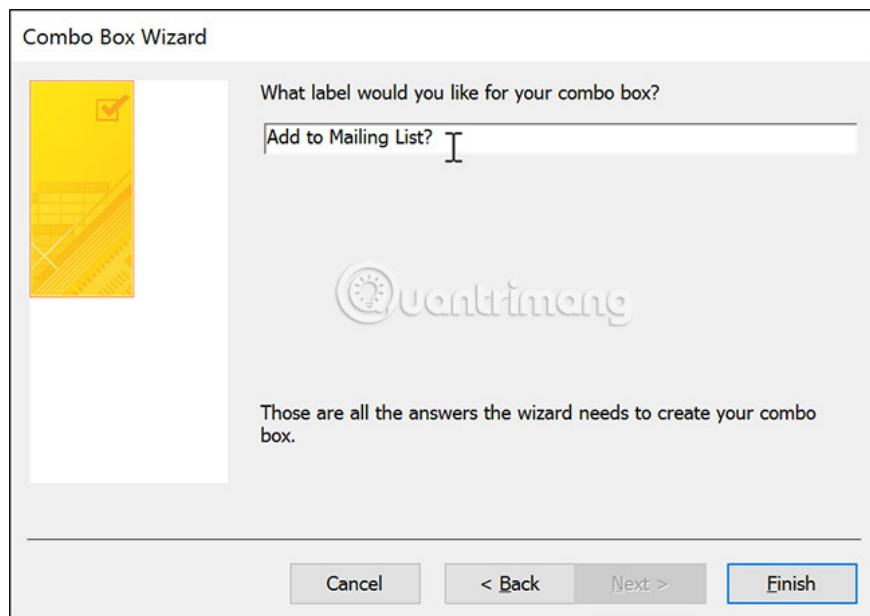 Combo Box Wizard
What label would you like for your combo box?
Add to Mailing List?
Quantrimang
Those are all the answers the wizard needs to create your combo
box.
Cancel
< Back
Next >
Finish